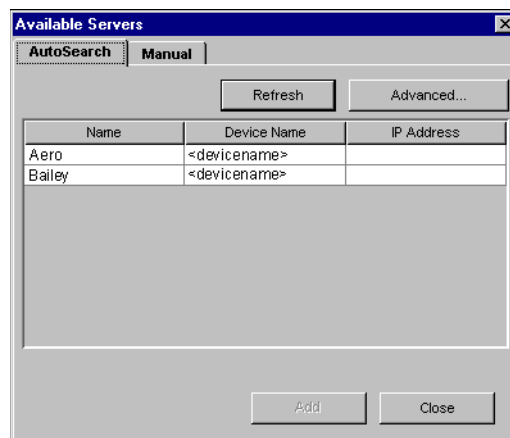 Available Servers
AutoSearch Manual
Refresh Advanced...
Name Device Name IP Address
Aero <devicename>
Bailey <devicename>
Add Close